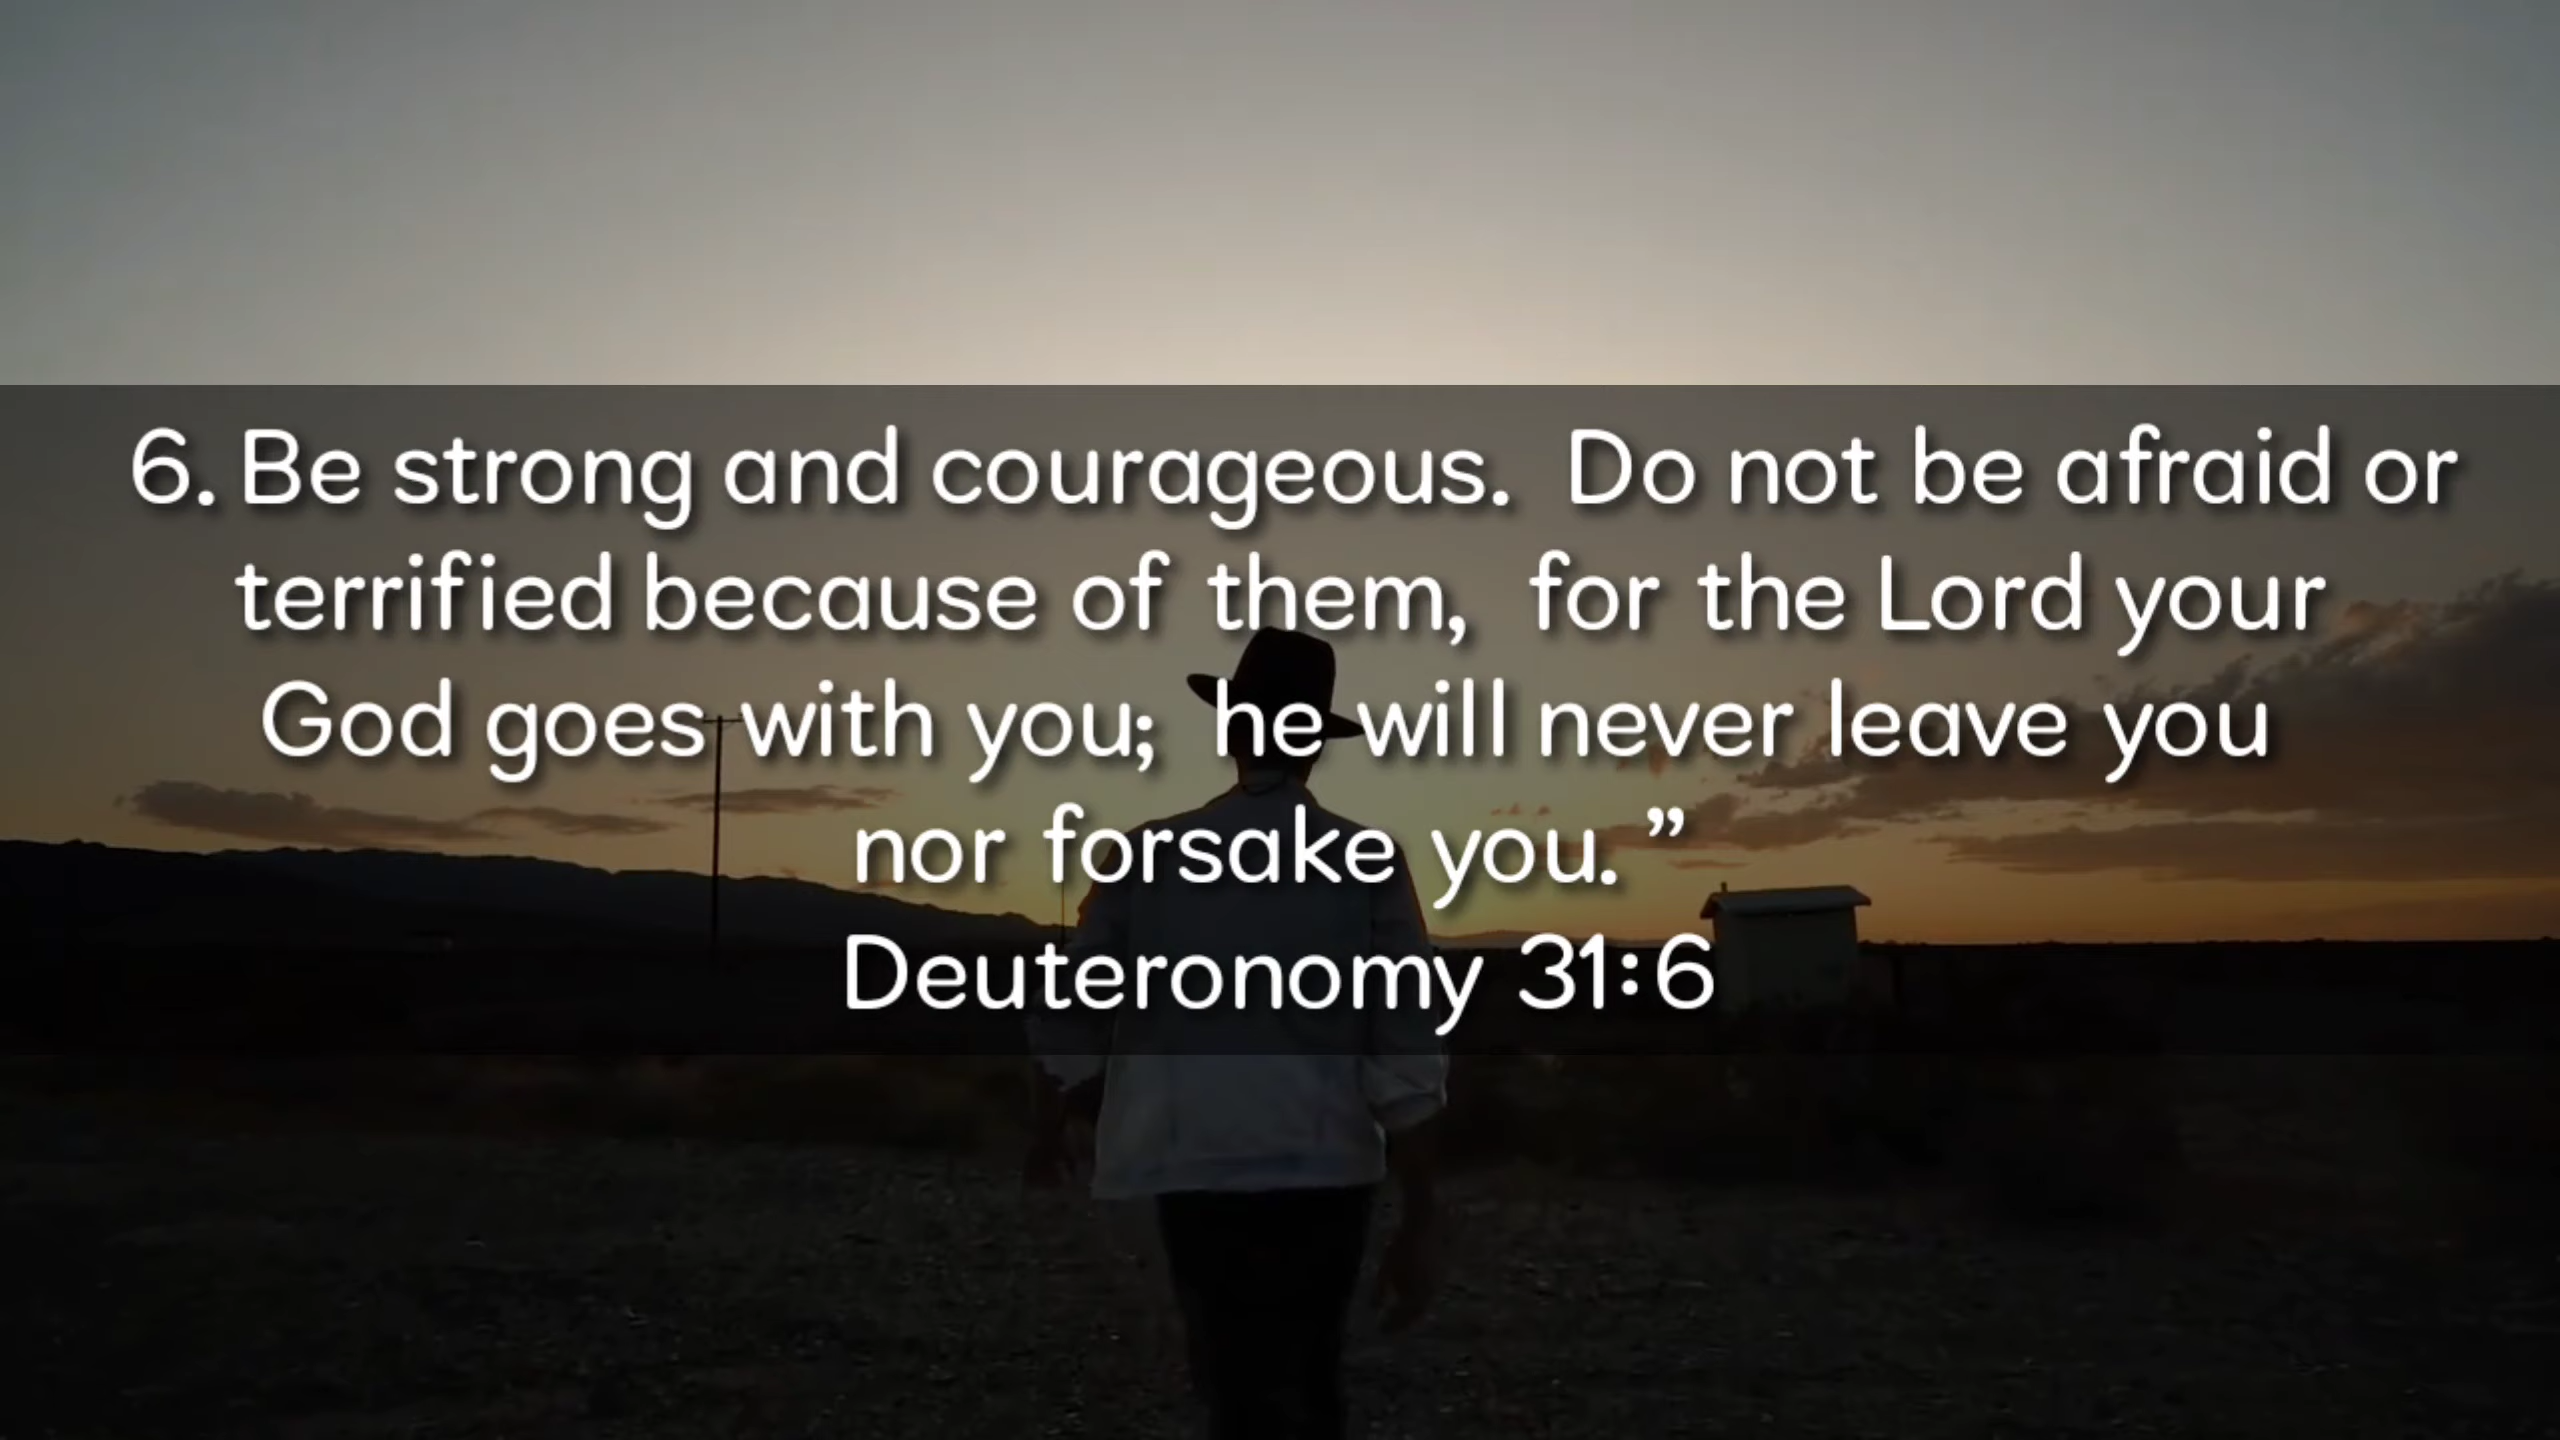 6. Be strong and courageous. Do not be afraid or
terrified because of them, for the Lord your
God goes with you; he will never leave you
nor forsake you.”
Deuteronomy 31:6